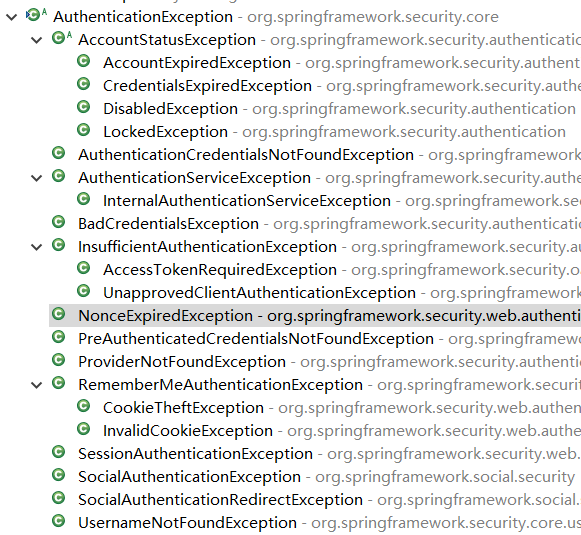 AuthenticationException - org.springframework.security.core
AccountStatusException - org.springframework.security.authenticatio
AccountExpiredException - org.springframework.security.authent
CredentialsExpiredException - org.springframework.security.auth
DisabledException - org.springframework.security.authentication
LockedException - org.springframework.security.authentication
AuthenticationCredentialsNotFoundException - org.springframework
AuthenticationServiceException - org.springframework.security.authe
InternalAuthenticationServiceException - org.springframework.se
BadCredentialsException - org.springframework.security.authenticati
InsufficientAuthenticationException - org.springframework.security.au
AccessTokenRequiredException - org.springframework.security.oa
UnapprovedClientAuthenticationException - org.springframework.
NonceExpiredException - org.springframework.security.web.authenti
PreAuthenticatedCredentialsNotFoundException - org.springframew
ProviderNotFoundException - org.springframework.security.authentic
RememberMeAuthenticationException - org.springframework.securit
CookieTheftException - org.springframework.security.web.authen
InvalidCookieException - org.springframework.security.web.authe
SessionAuthenticationException - org.springframework.security.web.
SocialAuthenticationException - org.springframework.social.security
SocialAuthenticationRedirectException - org.springframework.social.
UsernameNotFoundException - org.springframework.security.core.us